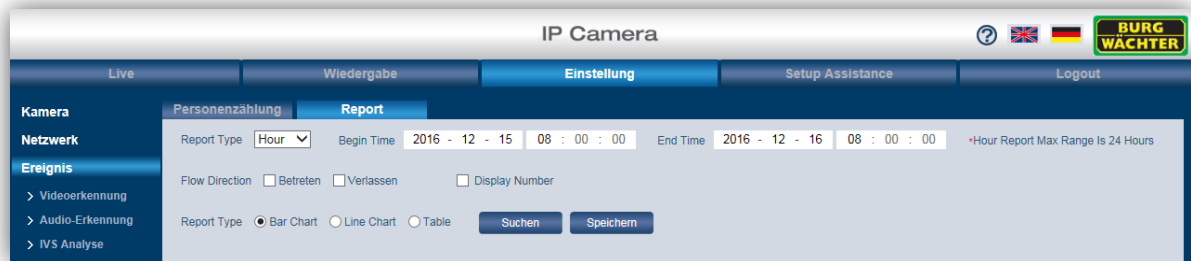 IP Camera
BURG
WÄCHTER
Live Wiedergabe Einstellung Setup Assistance Logout
Kamera
Netzwerk
Ereignis
> Videoerkennung
> Audio-Erkennung
> IVS Analyse
Personenzählung Report
Report Type Hour Begin Time 2016 - 12 - 15 08 : 00 : 00 End Time 2016 - 12 - 16 08 : 00 : 00 *Hour Report Max Range Is 24 Hours
Flow Direction Betreten Verlassen Display Number
Report Type Bar Chart Line Chart Table Suchen Speichern